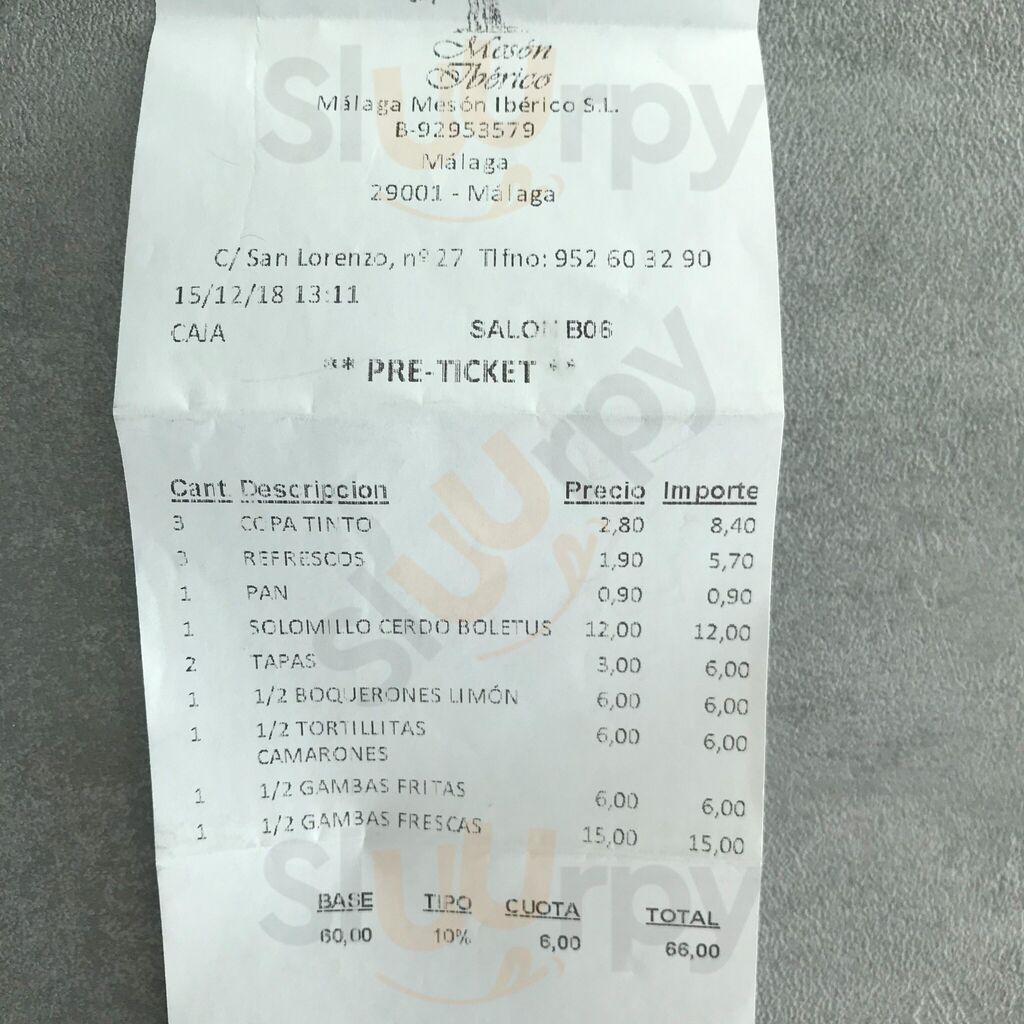 Mesón
Ibérico
Málaga Mesón Ibérico S.L.
B-92953579
Málaga
29001 - Málaga
C/ San Lorenzo, nº 27 Tlfno: 952 60 32 90
15/12/18 13:11
CAJA SALON B06
** PRE-TICKET **
Cant. Descripcion Precio Importe
3 COPA TINTO 2,80 8,40
3 REFRESCOS 1,90 5,70
1 PAN 0,90 0,90
1 SOLOMILLO CERDO BOLETUS 12,00 12,00
2 TAPAS 3,00 6,00
1 1/2 BOQUERONES LIMÓN 6,00 6,00
1 1/2 TORTILLITAS 6,00 6,00
CAMARONES
1 1/2 GAMBAS FRITAS 6,00 6,00
1 1/2 GAMBAS FRESCAS 15,00 15,00
BASE TIPO CUOTA TOTAL
60,00 10% 6,00 66,00
Sluurpy
Sluurpy
Sluurpy